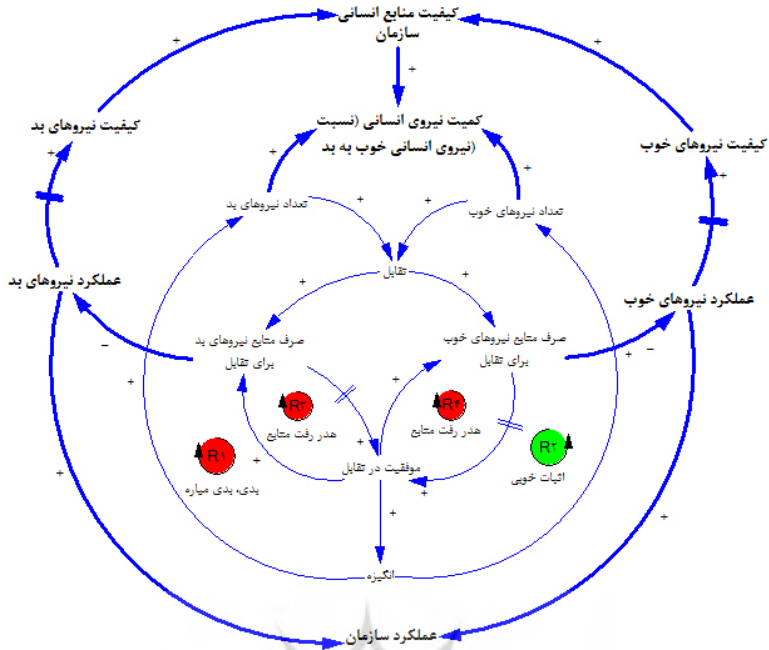 کیفیت منابع انسانی
سازمان
+
+
+
کیفیت نیروهای بد
کمیت نیروی انسانی (نسبت
نیروی انسانی خوب به بد)
کیفیت نیروهای خوب
+
+
+
+
تعداد نیروهای بد
+
+
تعداد نیروهای خوب
تقابل
+
+
عملکرد نیروهای بد
عملکرد نیروهای خوب
صرف منابع نیروهای بد
برای تقابل
صرف منابع نیروهای خوب
برای تقابل
−
+
−
+
+
R۳
هدر رفت منابع
R۴
هدر رفت منابع
R۱
بدی، بدی میاره
R۲
اثبات خوبی
+
+
موفقیت در تقابل
+
+
+
+
+
انگیزه
عملکرد سازمان